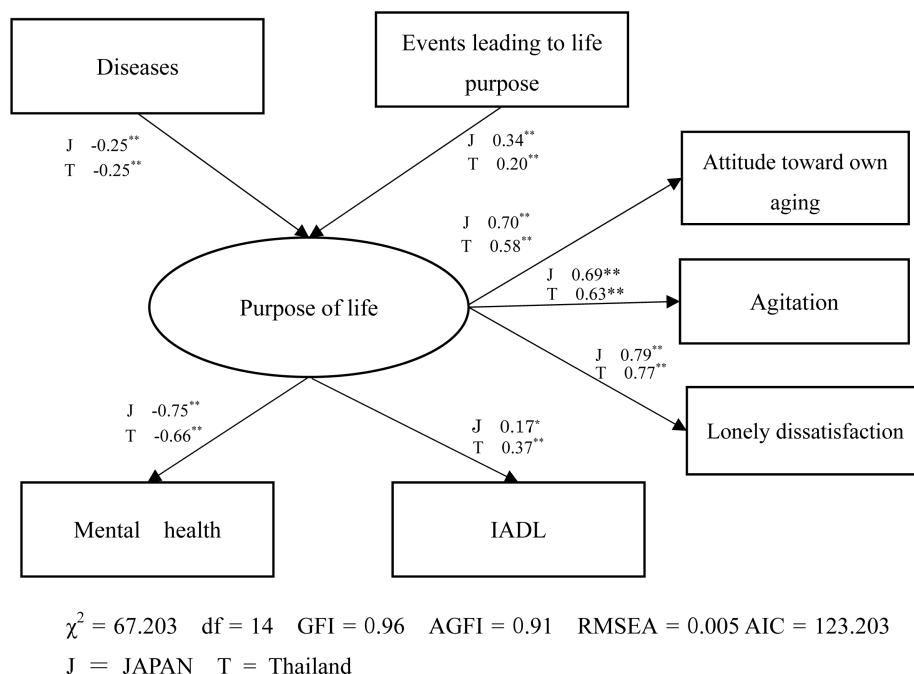 Diseases
Events leading to life
purpose
J -0.25**
T -0.25**
J 0.34**
T 0.20**
Attitude toward own
aging
J 0.70**
T 0.58**
J 0.69**
T 0.63**
Agitation
Purpose of life
J 0.79**
T 0.77**
Lonely dissatisfaction
J -0.75**
T -0.66**
J 0.17*
T 0.37**
Mental health
IADL
χ² = 67.203 df = 14 GFI = 0.96 AGFI = 0.91 RMSEA = 0.005 AIC = 123.203
J = JAPAN T = Thailand